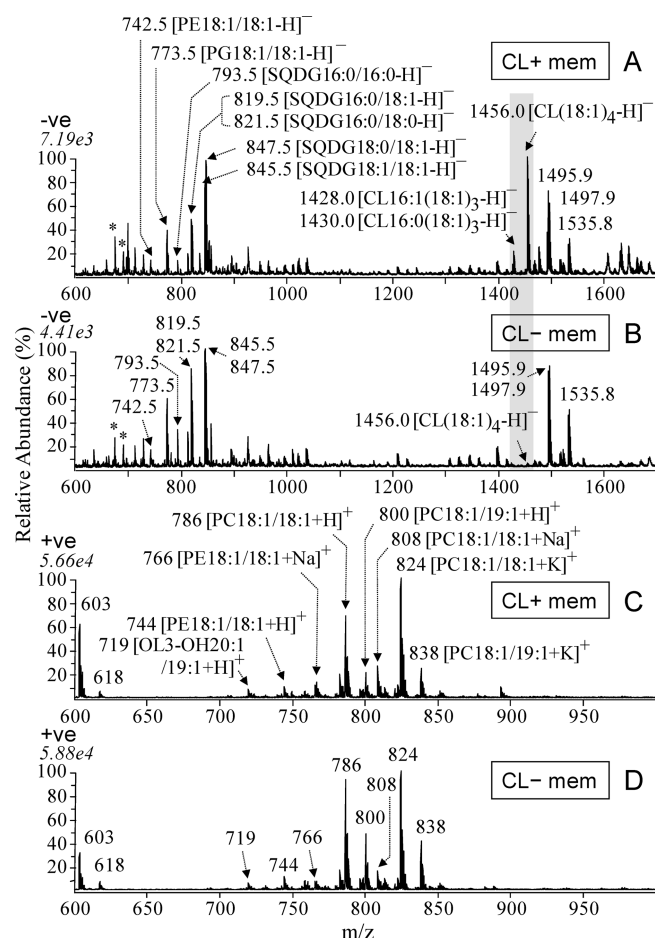 742.5 [PE18:1/18:1-H]⁻
773.5 [PG18:1/18:1-H]⁻
793.5 [SQDG16:0/16:0-H]⁻
819.5 [SQDG16:0/18:1-H]⁻
821.5 [SQDG16:0/18:0-H]⁻
847.5 [SQDG18:0/18:1-H]⁻
845.5 [SQDG18:1/18:1-H]⁻
1428.0 [CL16:1(18:1)₃-H]⁻
1430.0 [CL16:0(18:1)₃-H]⁻
CL+ mem
A
1456.0 [CL(18:1)₄-H]⁻
1495.9
1497.9
1535.8
-ve
7.19e3
100
80
60
40
20
* *
600 800 1000 1200 1400 1600
-ve
4.41e3
CL− mem
B
100
80
60
40
20
819.5
821.5
793.5
773.5
742.5
* *
845.5
847.5
1495.9
1497.9
1456.0 [CL(18:1)₄-H]⁻
1535.8
600 800 1000 1200 1400 1600
Relative Abundance (%)
+ve
5.66e4
786 [PC18:1/18:1+H]⁺
766 [PE18:1/18:1+Na]⁺
744 [PE18:1/18:1+H]⁺
719 [OL3-OH20:1
/19:1+H]⁺
800 [PC18:1/19:1+H]⁺
808 [PC18:1/18:1+Na]⁺
824 [PC18:1/18:1+K]⁺
CL+ mem
C
838 [PC18:1/19:1+K]⁺
100
80
60
40
20
603
618
600 650 700 750 800 850 900 950
+ve
5.88e4
CL− mem
D
100
80
60
40
20
603
618
719
744
766
786
800
808
824
838
600 650 700 750 800 850 900 950
m/z